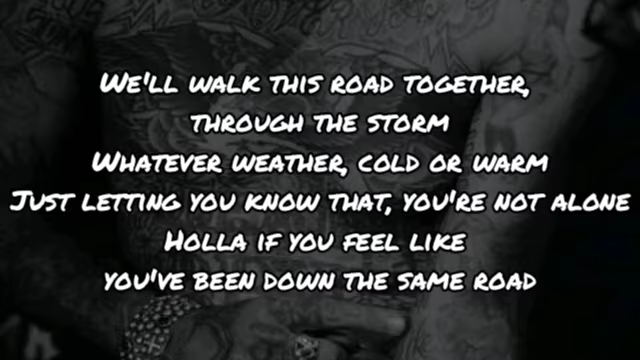 We'll walk this road together,
through the storm
Whatever weather, cold or warm
Just letting you know that, you're not alone
Holla if you feel like
you've been down the same road